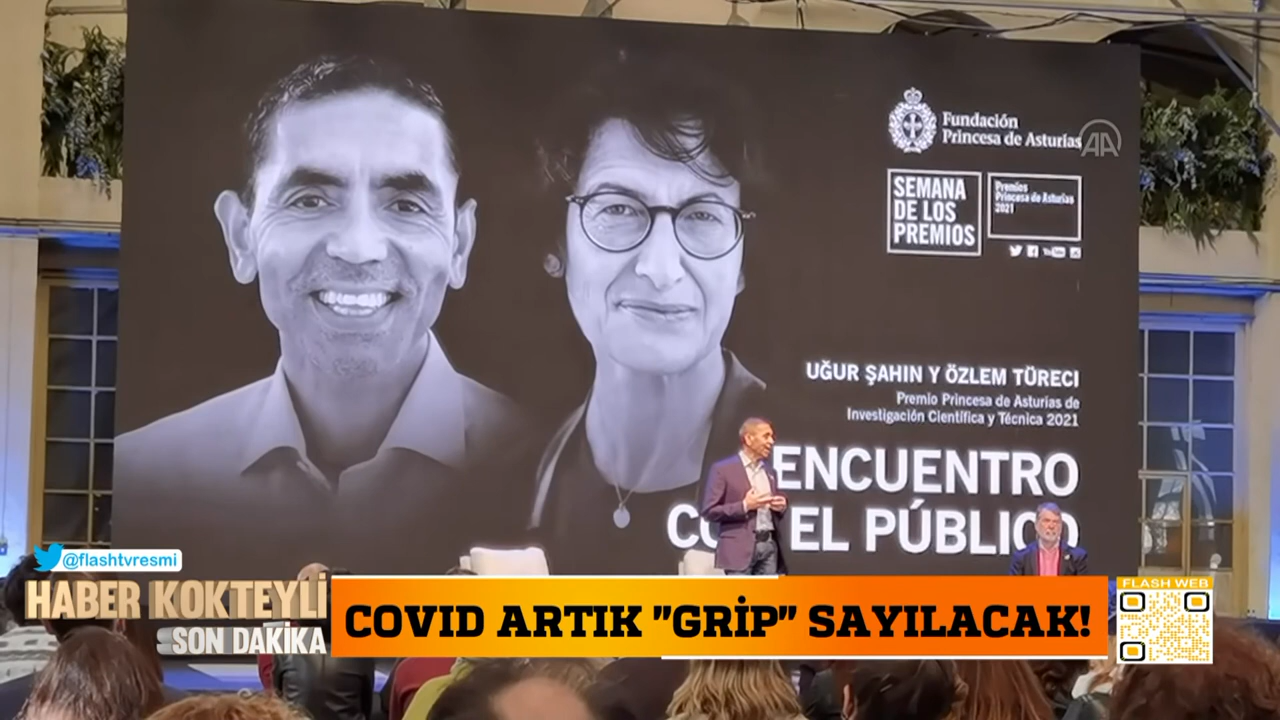 Fundación
Princesa de Asturias
AA
SEMANA
DE LOS
PREMIOS
Premios
Princesa de Asturias
2021
YouTube
UĞUR ŞAHIN Y ÖZLEM TÜRECI
Premio Princesa de Asturias de
Investigación Científica y Técnica 2021
ENCUENTRO
CON EL PÚBLICO
@flashtvresmi
HABER KOKTEYLİ
SON DAKİKA
COVID ARTIK "GRİP" SAYILACAK!
FLASH WEB